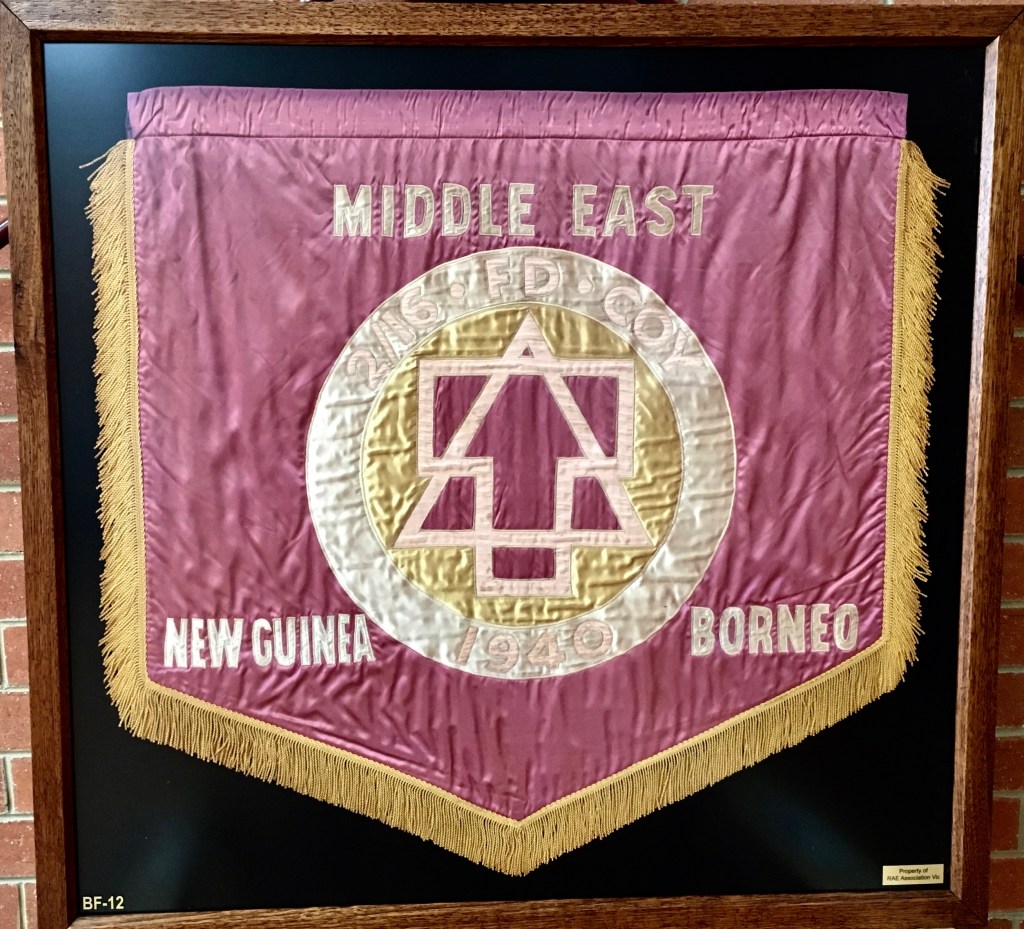 MIDDLE EAST
2/16 · FD · COY
NEW GUINEA
1940
BORNEO
BF-12
Property of
RAE Association Vic